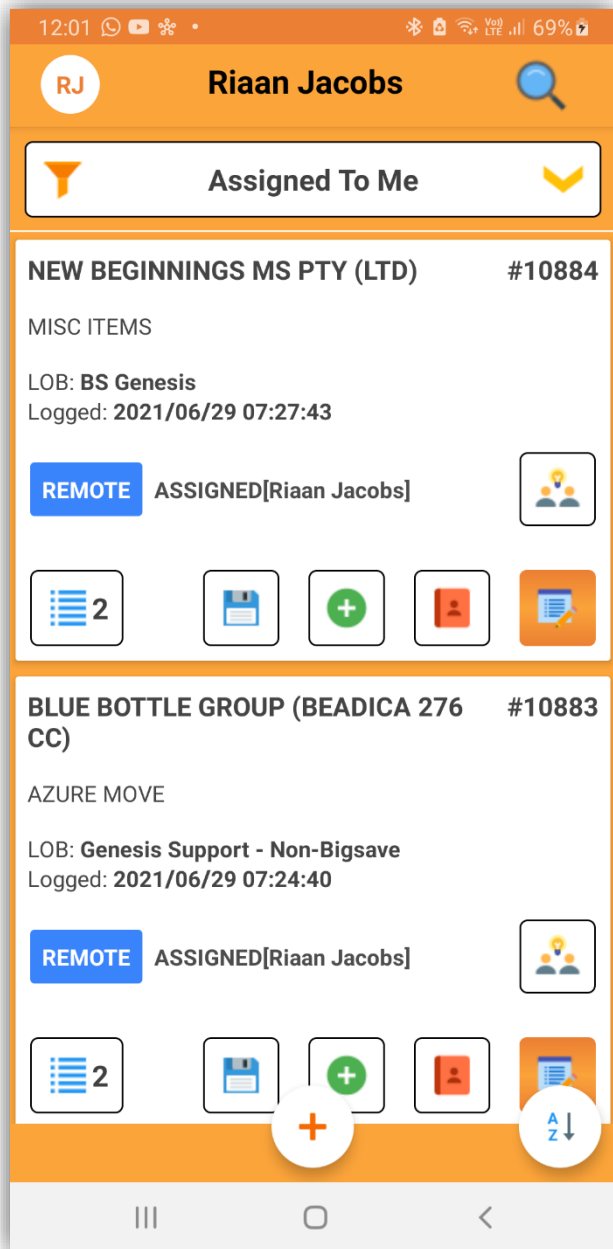 12:01 Vo)) LTE 69%
RJ Riaan Jacobs
Assigned To Me
NEW BEGINNINGS MS PTY (LTD) #10884
MISC ITEMS
LOB: BS Genesis
Logged: 2021/06/29 07:27:43
REMOTE ASSIGNED[Riaan Jacobs]
2
BLUE BOTTLE GROUP (BEADICA 276 #10883
CC)
AZURE MOVE
LOB: Genesis Support - Non-Bigsave
Logged: 2021/06/29 07:24:40
REMOTE ASSIGNED[Riaan Jacobs]
2
A
Z